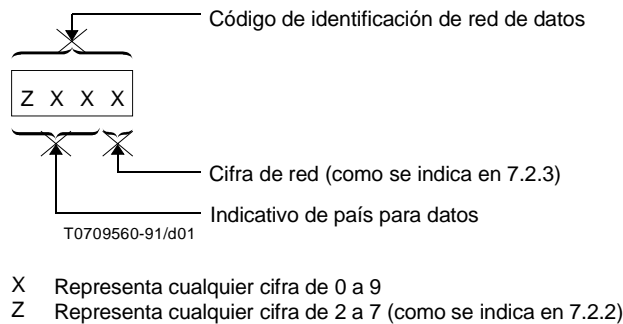 Código de identificación de red de datos
Z X X X
Cifra de red (como se indica en 7.2.3)
Indicativo de país para datos
T0709560-91/d01
X Representa cualquier cifra de 0 a 9
Z Representa cualquier cifra de 2 a 7 (como se indica en 7.2.2)